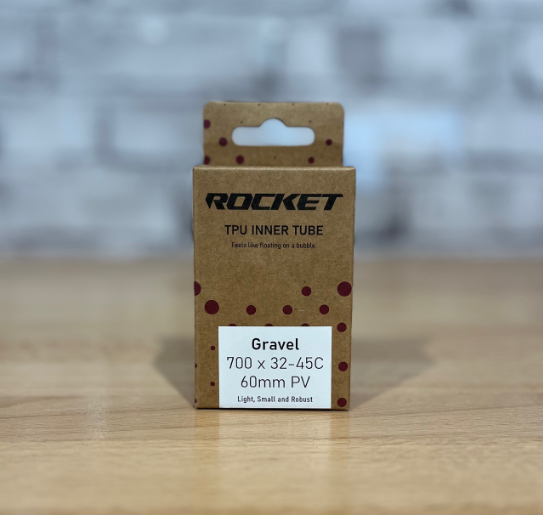 ROCKET
TPU INNER TUBE
Feels like floating on a bubble.
Gravel
700 x 32-45C
60mm PV
Light, Small and Robust